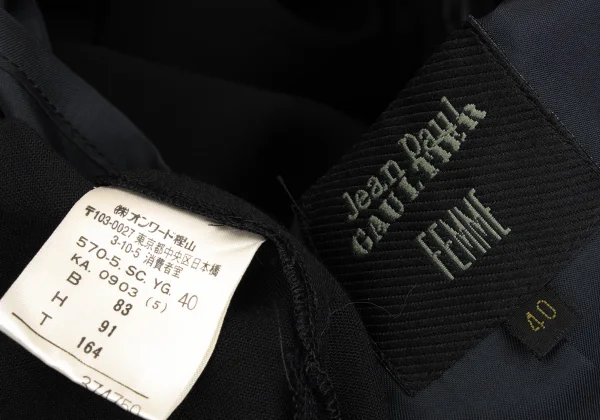 ㈱オンワード樫山
〒103-0027 東京都中央区日本橋
3-10-5 消費者室
570-5. SC. YG. 40
KA. 0903 (5)
B 83
H 91
T 164
374750
Jean Paul
GAULTIER
FEMME
40